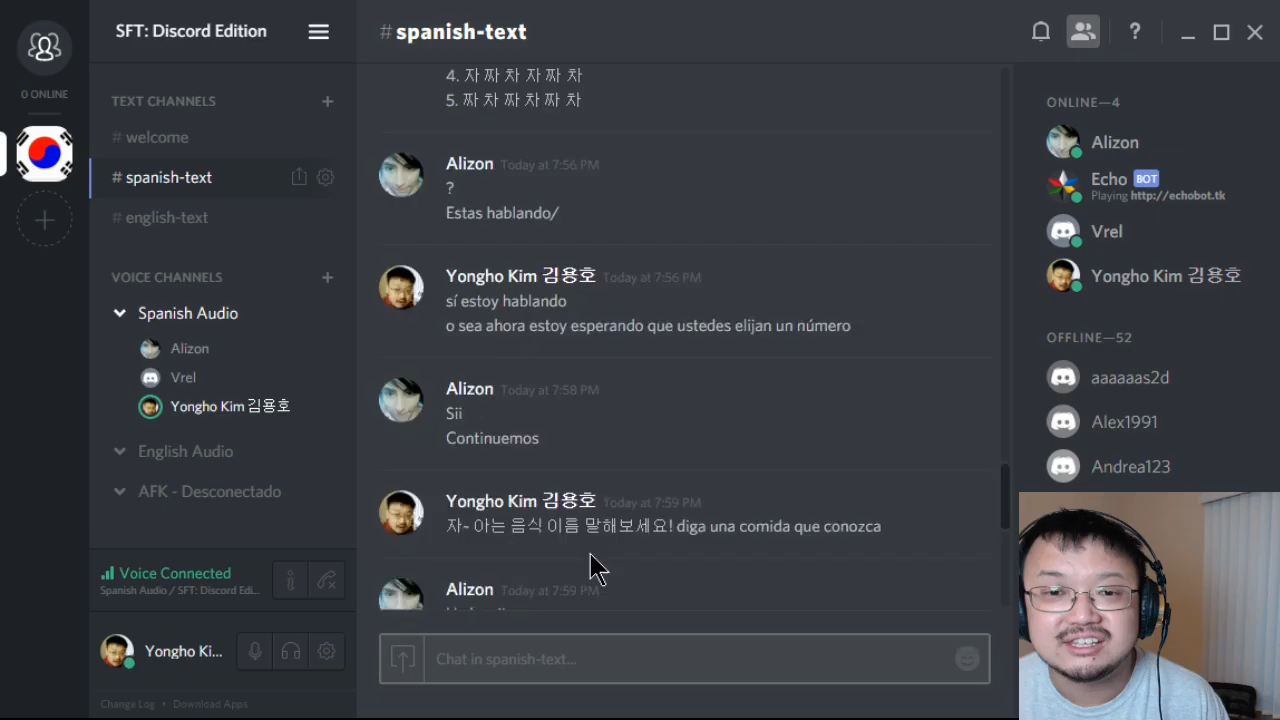 SFT: Discord Edition
0 ONLINE
TEXT CHANNELS
# welcome
# spanish-text
# english-text
VOICE CHANNELS
Spanish Audio
Alizon
Vrel
Yongho Kim 김용호
English Audio
AFK - Desconectado
Voice Connected
Spanish Audio / SFT: Discord Edi...
Yongho Ki...
Change Log • Download Apps
# spanish-text
4. 자 짜 차 자 짜 차
5. 짜 차 짜 차 짜 차
Alizon Today at 7:56 PM
?
Estas hablando/
Yongho Kim 김용호 Today at 7:56 PM
sí estoy hablando
o sea ahora estoy esperando que ustedes elijan un número
Alizon Today at 7:58 PM
Sii
Continuemos
Yongho Kim 김용호 Today at 7:59 PM
자~ 아는 음식 이름 말해보세요! diga una comida que conozca
Alizon Today at 7:59 PM
Chat in spanish-text...
ONLINE—4
Alizon
Echo BOT
Playing http://echobot.tk
Vrel
Yongho Kim 김용호
OFFLINE—52
aaaaaas2d
Alex1991
Andrea123